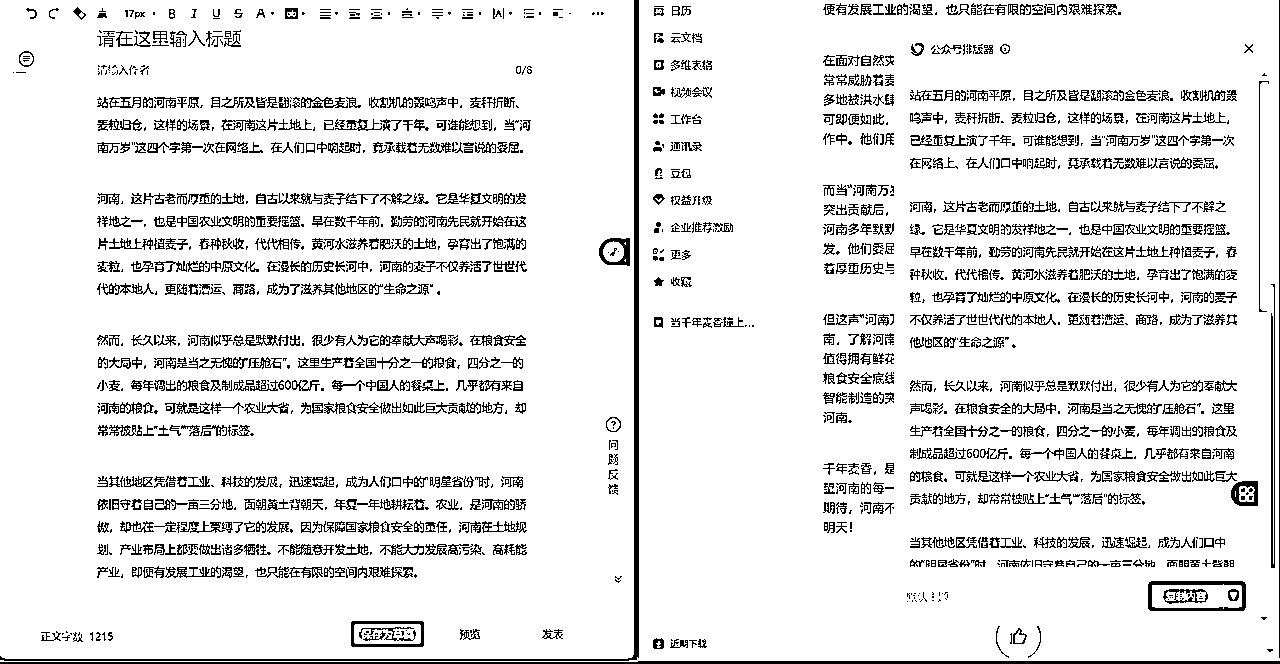 17px
请在这里输入标题
请输入作者
0/8
站在五月的河南平原，目之所及皆是翻滚的金色麦浪。收割机的轰鸣声中，麦秆折断、
麦粒归仓，这样的场景，在河南这片土地上，已经重复上演了千年。可谁能想到，当“河
南万岁”这四个字第一次在网络上、在人们口中响起时，竟承载着无数难以言说的委屈。
河南，这片古老而厚重的土地，自古以来就与麦子结下了不解之缘。它是华夏文明的发
祥地之一，也是中国农业文明的重要摇篮。早在数千年前，勤劳的河南先民就开始在这
片土地上种植麦子，春种秋收，代代相传。黄河水滋养着肥沃的土地，孕育出了饱满的
麦粒，也孕育了灿烂的中原文化。在漫长的历史长河中，河南的麦子不仅养活了世世代
代的本地人，更随着漕运、商路，成为了滋养其他地区的“生命之源”。
然而，长久以来，河南似乎总是默默付出，很少有人为它的奉献大声喝彩。在粮食安全
的大局中，河南是当之无愧的“压舱石”。这里生产着全国十分之一的粮食，四分之一的
小麦，每年调出的粮食及制成品超过600亿斤。每一个中国人的餐桌上，几乎都有来自
河南的粮食。可就是这样一个农业大省，为国家粮食安全做出如此巨大贡献的地方，却
常常被贴上“土气”“落后”的标签。
当其他地区凭借着工业、科技的发展，迅速崛起，成为人们口中的“明星省份”时，河南
依旧守着自己的一亩三分地，面朝黄土背朝天，年复一年地耕耘着。农业，是河南的骄
傲，却也在一定程度上束缚了它的发展。因为保障国家粮食安全的重任，河南在土地规
划、产业布局上都要做出诸多牺牲。不能随意开发土地，不能大力发展高污染、高耗能
产业，即便有发展工业的渴望，也只能在有限的空间内艰难探索。
问题反馈
正文字数 1215
保存为草稿
预览
发表
日历
云文档
多维表格
视频会议
工作台
通讯录
豆包
权益升级
企业推荐激励
更多
收藏
当千年麦香撞上...
近期下载
便有发展工业的渴望，也只能在有限的空间内艰难探索。
在面对自然灾
常常威胁着麦
多地被洪水肆
可即便如此，
作中。他们用
而当“河南万岁
突出贡献后，
河南多年默默
发。他们委屈
着厚重历史与
但这声“河南万
南，了解河南
值得拥有鲜花
粮食安全底线
智能制造的突
河南。
千年麦香，是
望河南的每一
期待，河南不
明天！
公众号排版器
站在五月的河南平原，目之所及皆是翻滚的金色麦浪。收割机的轰
鸣声中，麦秆折断、麦粒归仓，这样的场景，在河南这片土地上，
已经重复上演了千年。可谁能想到，当“河南万岁”这四个字第一次
在网络上、在人们口中响起时，竟承载着无数难以言说的委屈。
河南，这片古老而厚重的土地，自古以来就与麦子结下了不解之
缘。它是华夏文明的发祥地之一，也是中国农业文明的重要摇篮。
早在数千年前，勤劳的河南先民就开始在这片土地上种植麦子，春
种秋收，代代相传。黄河水滋养着肥沃的土地，孕育出了饱满的麦
粒，也孕育了灿烂的中原文化。在漫长的历史长河中，河南的麦子
不仅养活了世世代代的本地人，更随着漕运、商路，成为了滋养其
他地区的“生命之源”。
然而，长久以来，河南似乎总是默默付出，很少有人为它的奉献大
声喝彩。在粮食安全的大局中，河南是当之无愧的“压舱石”。这里
生产着全国十分之一的粮食，四分之一的小麦，每年调出的粮食及
制成品超过600亿斤。每一个中国人的餐桌上，几乎都有来自河南
的粮食。可就是这样一个农业大省，为国家粮食安全做出如此巨大
贡献的地方，却常常被贴上“土气”“落后”的标签。
当其他地区凭借着工业、科技的发展，迅速崛起，成为人们口中
的“明星省份”时，河南依旧守着自己的一亩三分地，面朝黄土背朝
默认主题
复制内容